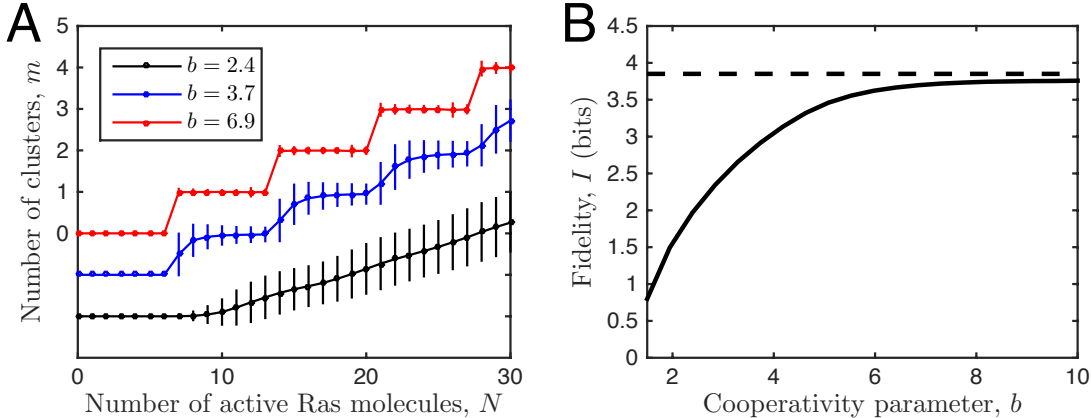 A
5
4
3
2
1
0
Number of clusters, m
b = 2.4
b = 3.7
b = 6.9
0 10 20 30
Number of active Ras molecules, N
B
4.5
4
3.5
3
2.5
2
1.5
1
0.5
0
Fidelity, I (bits)
2 4 6 8 10
Cooperativity parameter, b